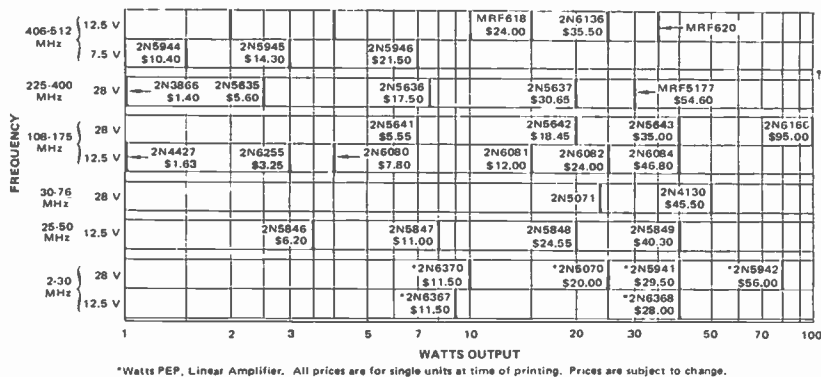 406-512 MHz 12.5 V MRF618 $24.00 2N6136 $35.50 MRF620
7.5 V 2N5944 $10.40 2N5945 $14.30 2N5946 $21.50
225-400 MHz 28 V 2N3866 $1.40 2N5635 $5.60 2N5636 $17.50 2N5637 $30.65 MRF5177 $54.60
FREQUENCY
108-175 MHz 28 V 2N5641 $5.55 2N5642 $18.45 2N5643 $35.00 2N6166 $95.00
12.5 V 2N4427 $1.63 2N6255 $3.25 2N6080 $7.80 2N6081 $12.00 2N6082 $24.00 2N6084 $46.80
30-76 MHz 28 V 2N5071 2N4130 $45.50
25-50 MHz 12.5 V 2N5846 $6.20 2N5847 $11.00 2N5848 $24.55 2N5849 $40.30
2-30 MHz 28 V *2N6370 $11.50 *2N5070 $20.00 *2N5941 $29.50 *2N5942 $56.00
12.5 V *2N6367 $11.50 *2N6368 $28.00
1 2 3 5 7 10 20 30 50 70 100
WATTS OUTPUT
*Watts PEP, Linear Amplifier. All prices are for single units at time of printing. Prices are subject to change.